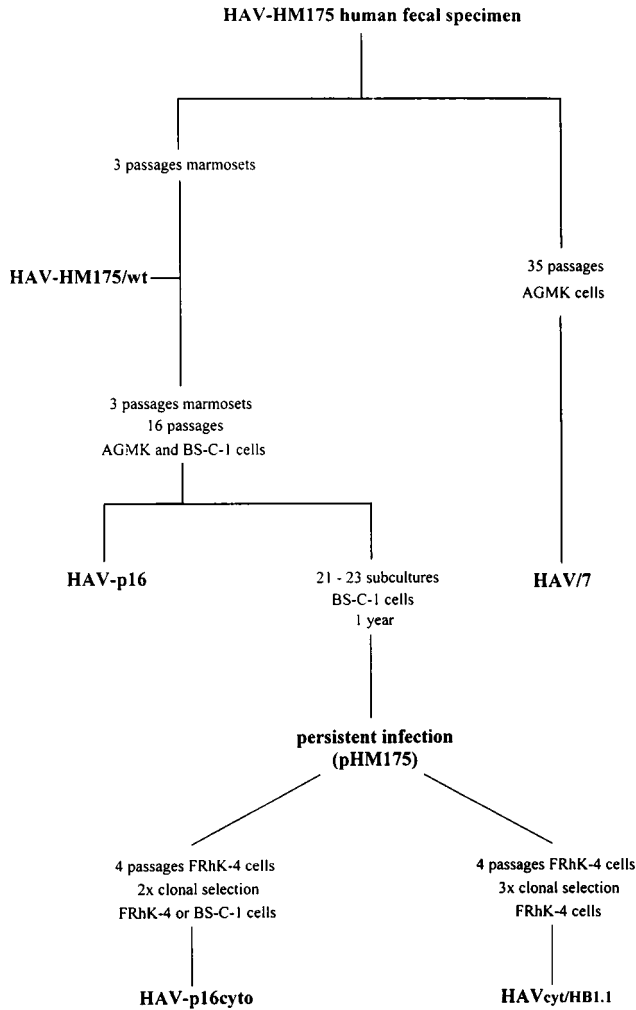 HAV-HM175 human fecal specimen
3 passages marmosets
HAV-HM175/wt
35 passages
AGMK cells
3 passages marmosets
16 passages
AGMK and BS-C-1 cells
HAV-p16
21 - 23 subcultures
BS-C-1 cells
1 year
HAV/7
persistent infection
(pHM175)
4 passages FRhK-4 cells
2x clonal selection
FRhK-4 or BS-C-1 cells
4 passages FRhK-4 cells
3x clonal selection
FRhK-4 cells
HAV-p16cyto
HAVcyt/HB1.1